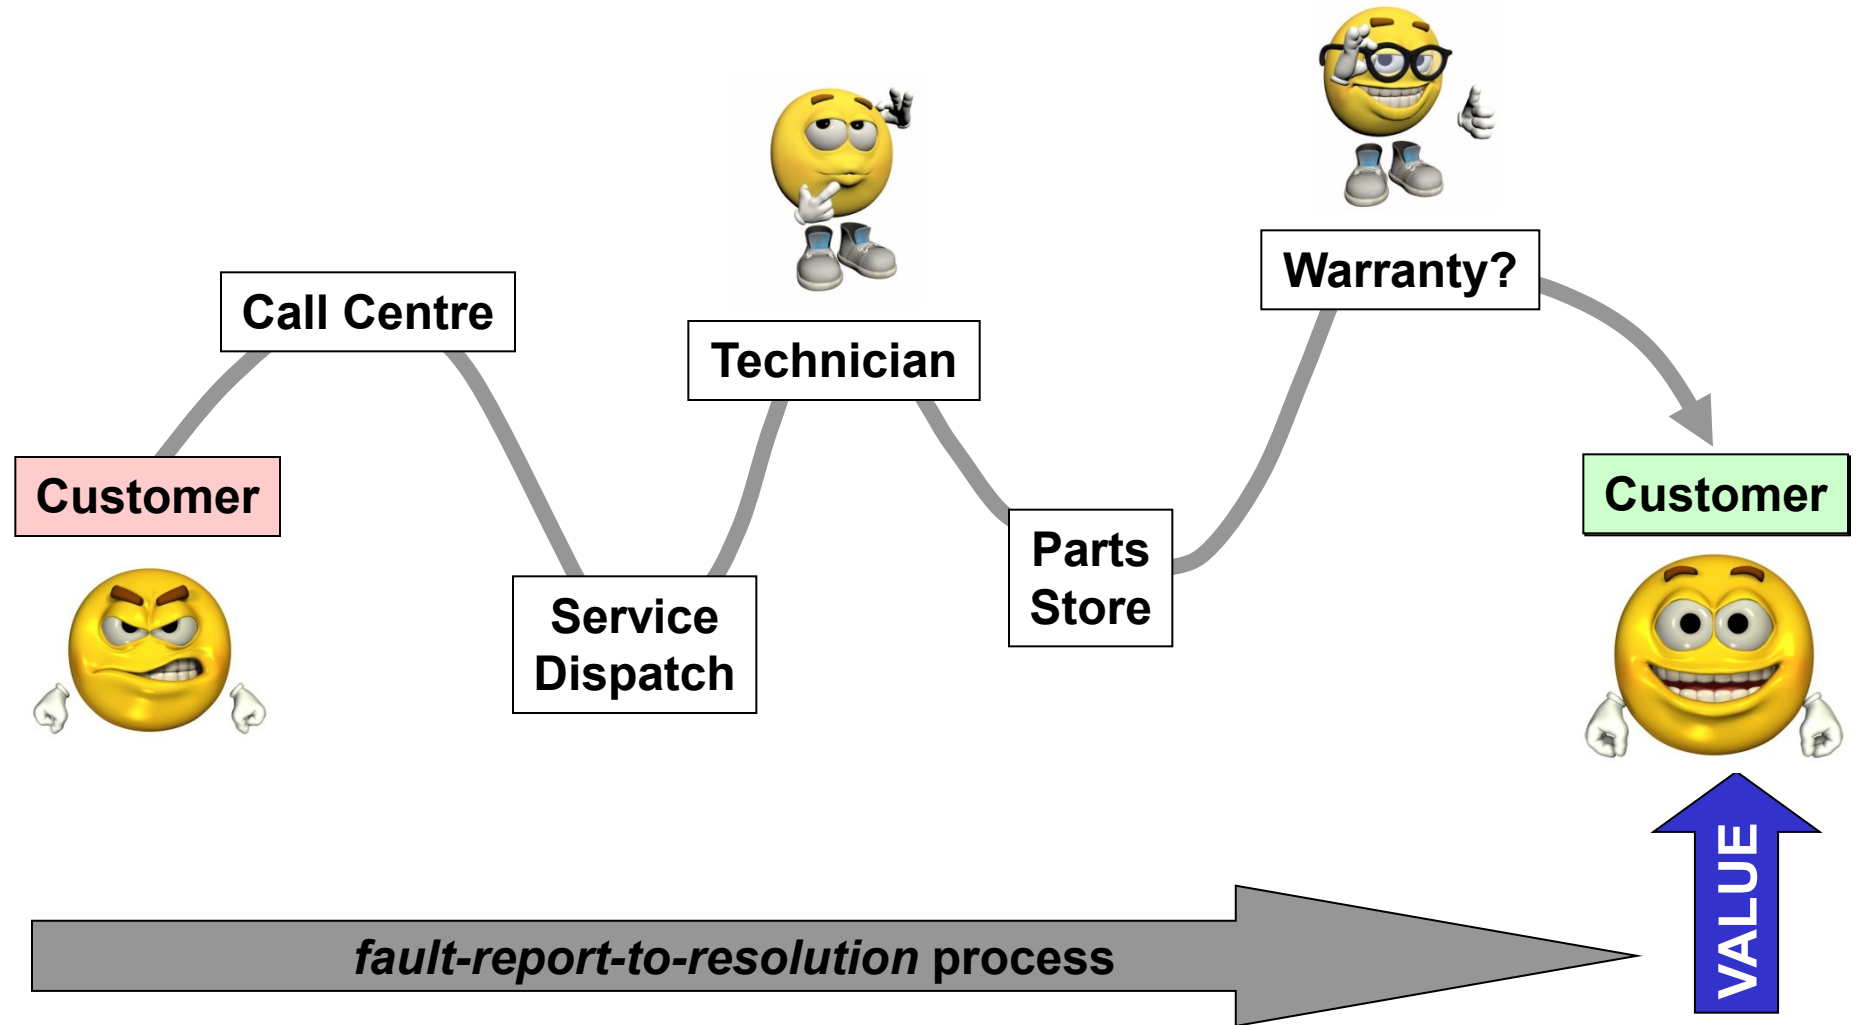 Customer
Call Centre
Service
Dispatch
Technician
Parts
Store
Warranty?
Customer
VALUE
fault-report-to-resolution process